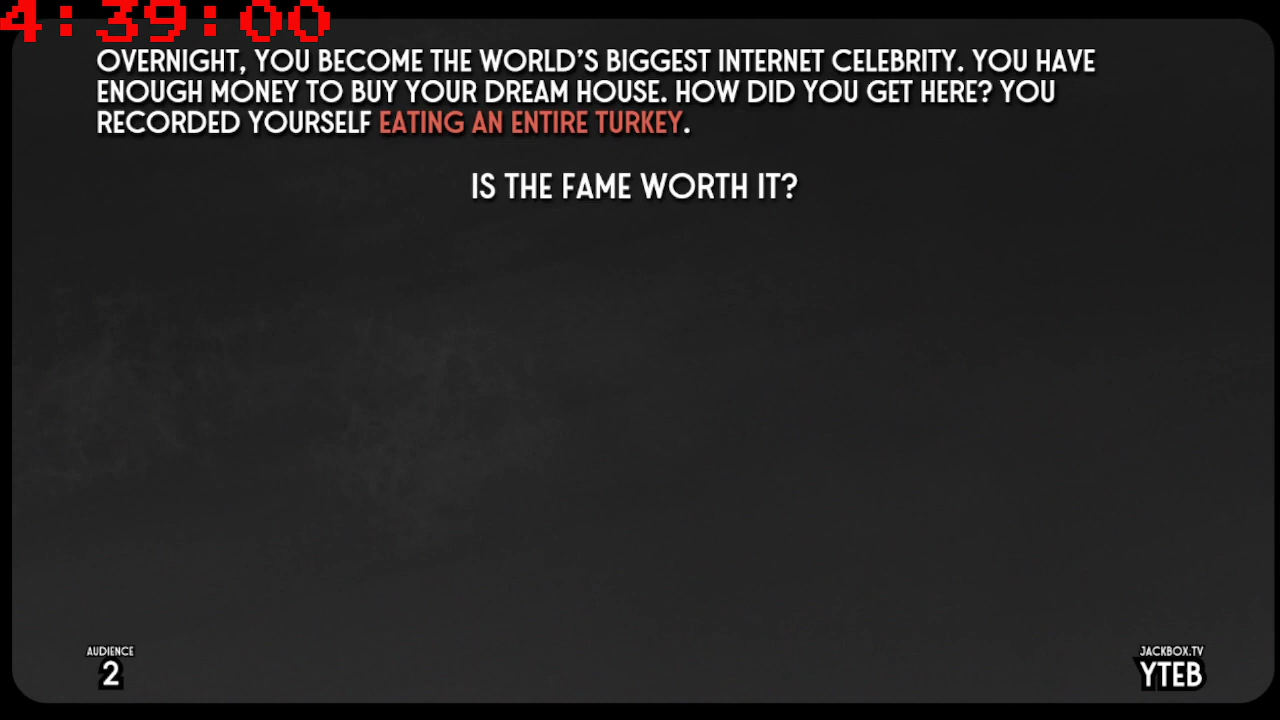 4:39:00
OVERNIGHT, YOU BECOME THE WORLD'S BIGGEST INTERNET CELEBRITY. YOU HAVE
ENOUGH MONEY TO BUY YOUR DREAM HOUSE. HOW DID YOU GET HERE? YOU
RECORDED YOURSELF EATING AN ENTIRE TURKEY.
IS THE FAME WORTH IT?
AUDIENCE
2
JACKBOX.TV
YTEB